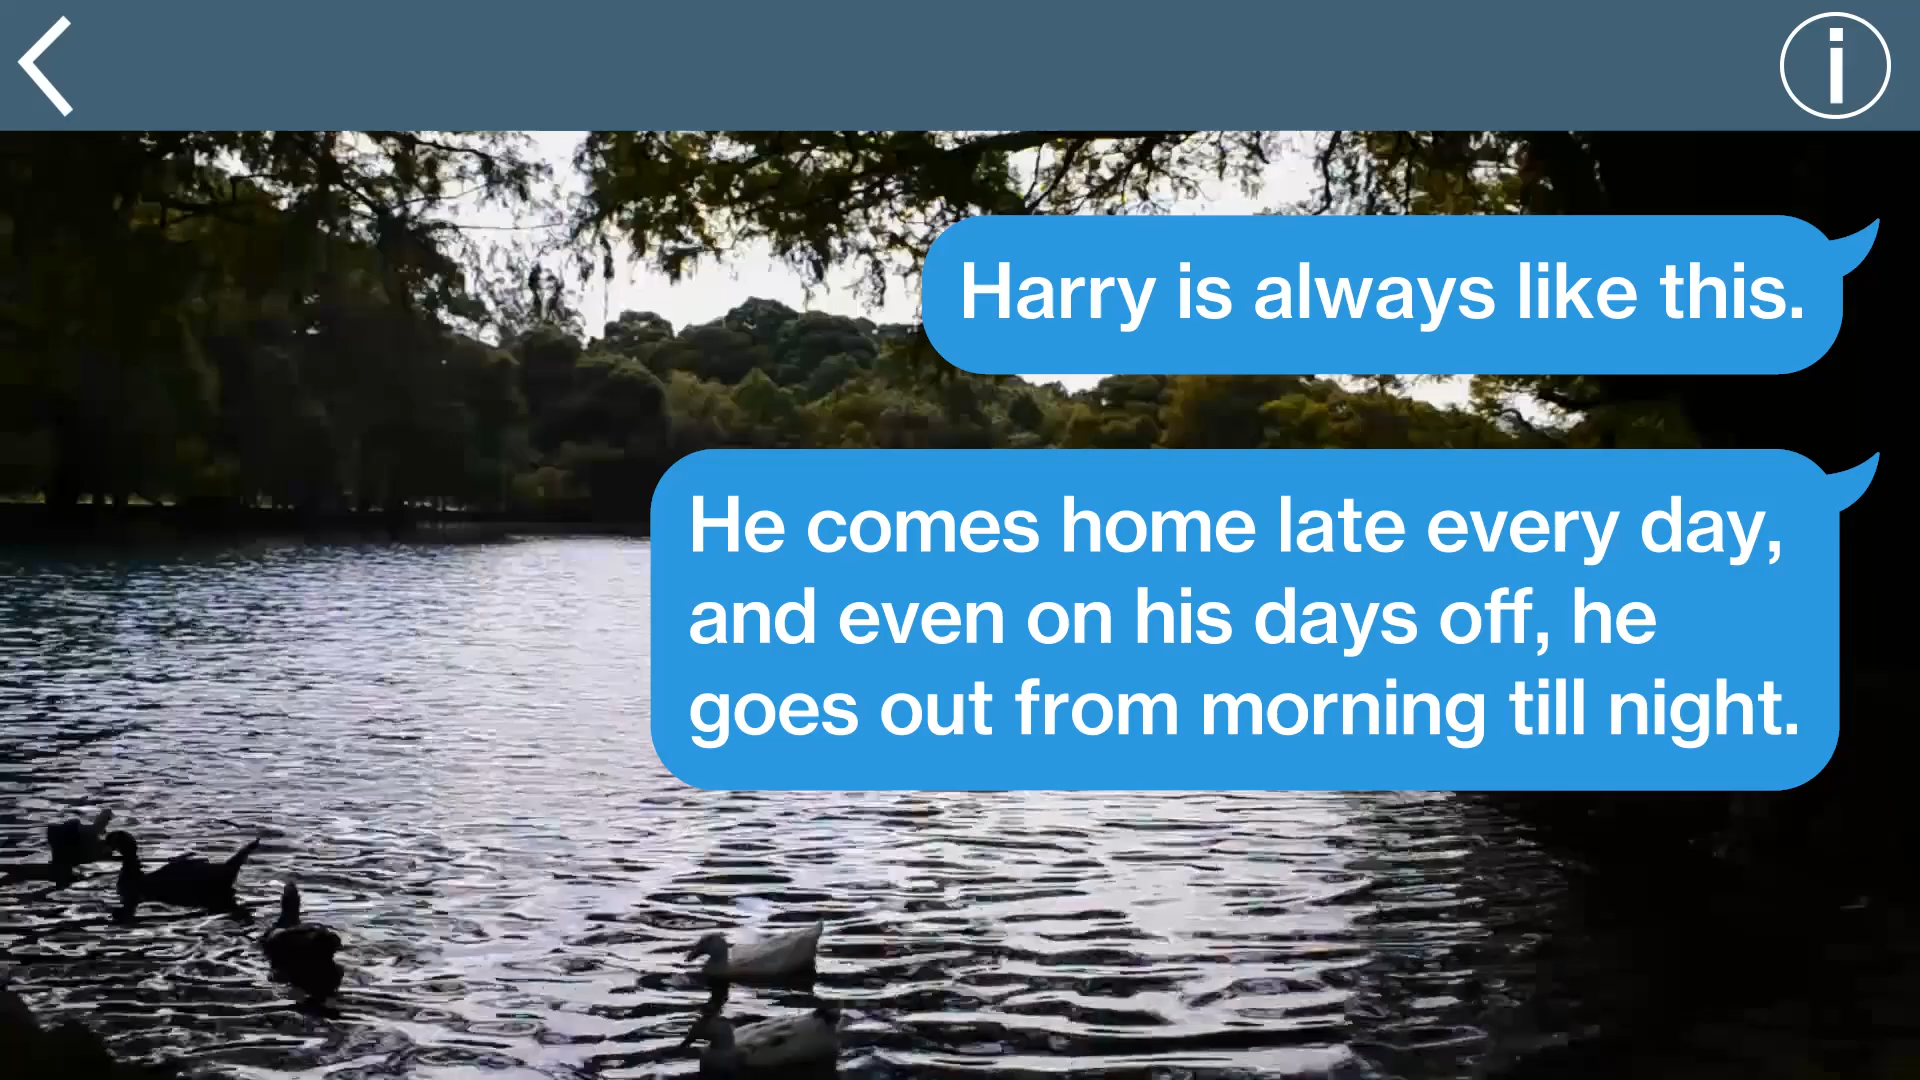 Harry is always like this.
He comes home late every day,
and even on his days off, he
goes out from morning till night.